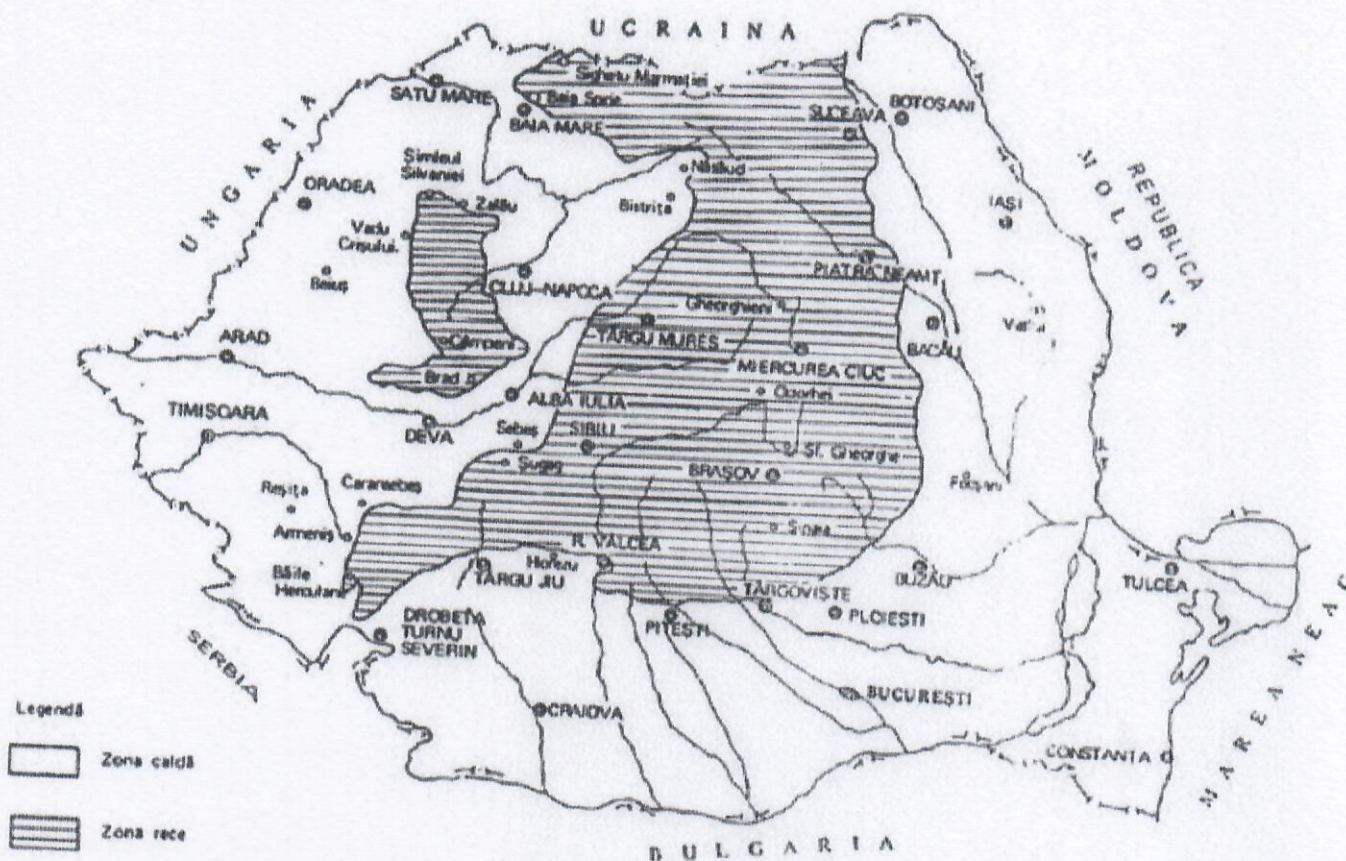 UCRAINA
UNGARIA
REPUBLICA
MOLDOVA
Sighetu Marmației
SATU MARE
Baia Sprie
BAIA MARE
SUCEAVA
BOTOȘANI
Șimleul
Silvaniei
Năsăud
ORADEA
Zalău
Bistrița
IAȘI
Vadu
Crișului.
PIATRA NEAMȚ
Beiuș
CLUJ-NAPOCA
Gheorghieni
TÂRGU MUREȘ
BACĂU
ARAD
Câmpeni
MIERCUREA CIUC
Brad
ALBA IULIA
TIMIȘOARA
DEVA
Sebeș
SIBIU
Sf. Gheorghe
Șugag
BRAȘOV
Reșița
Caransebeș
Armeniș
Sinaia
R. VÂLCEA
Horezu
Băile
Herculane
TÂRGU JIU
BUZĂU
TULCEA
TÂRGOVIȘTE
PLOIESTI
DROBETA
TURNU
SEVERIN
PITEȘTI
SERBIA
BUCUREȘTI
CRAIOVA
CONSTANȚA
Legendă
Zona caldă
Zona rece
BULGARIA